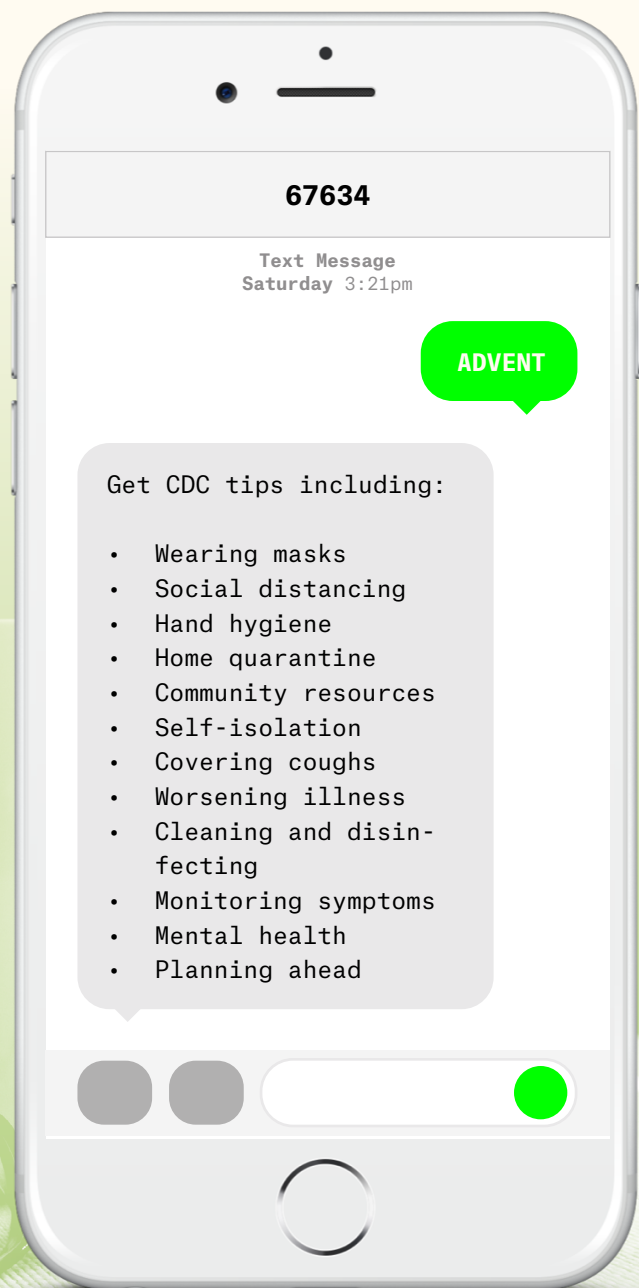 67634
Text Message
Saturday 3:21pm
ADVENT
Get CDC tips including:
• Wearing masks
• Social distancing
• Hand hygiene
• Home quarantine
• Community resources
• Self-isolation
• Covering coughs
• Worsening illness
• Cleaning and disin-
fecting
• Monitoring symptoms
• Mental health
• Planning ahead